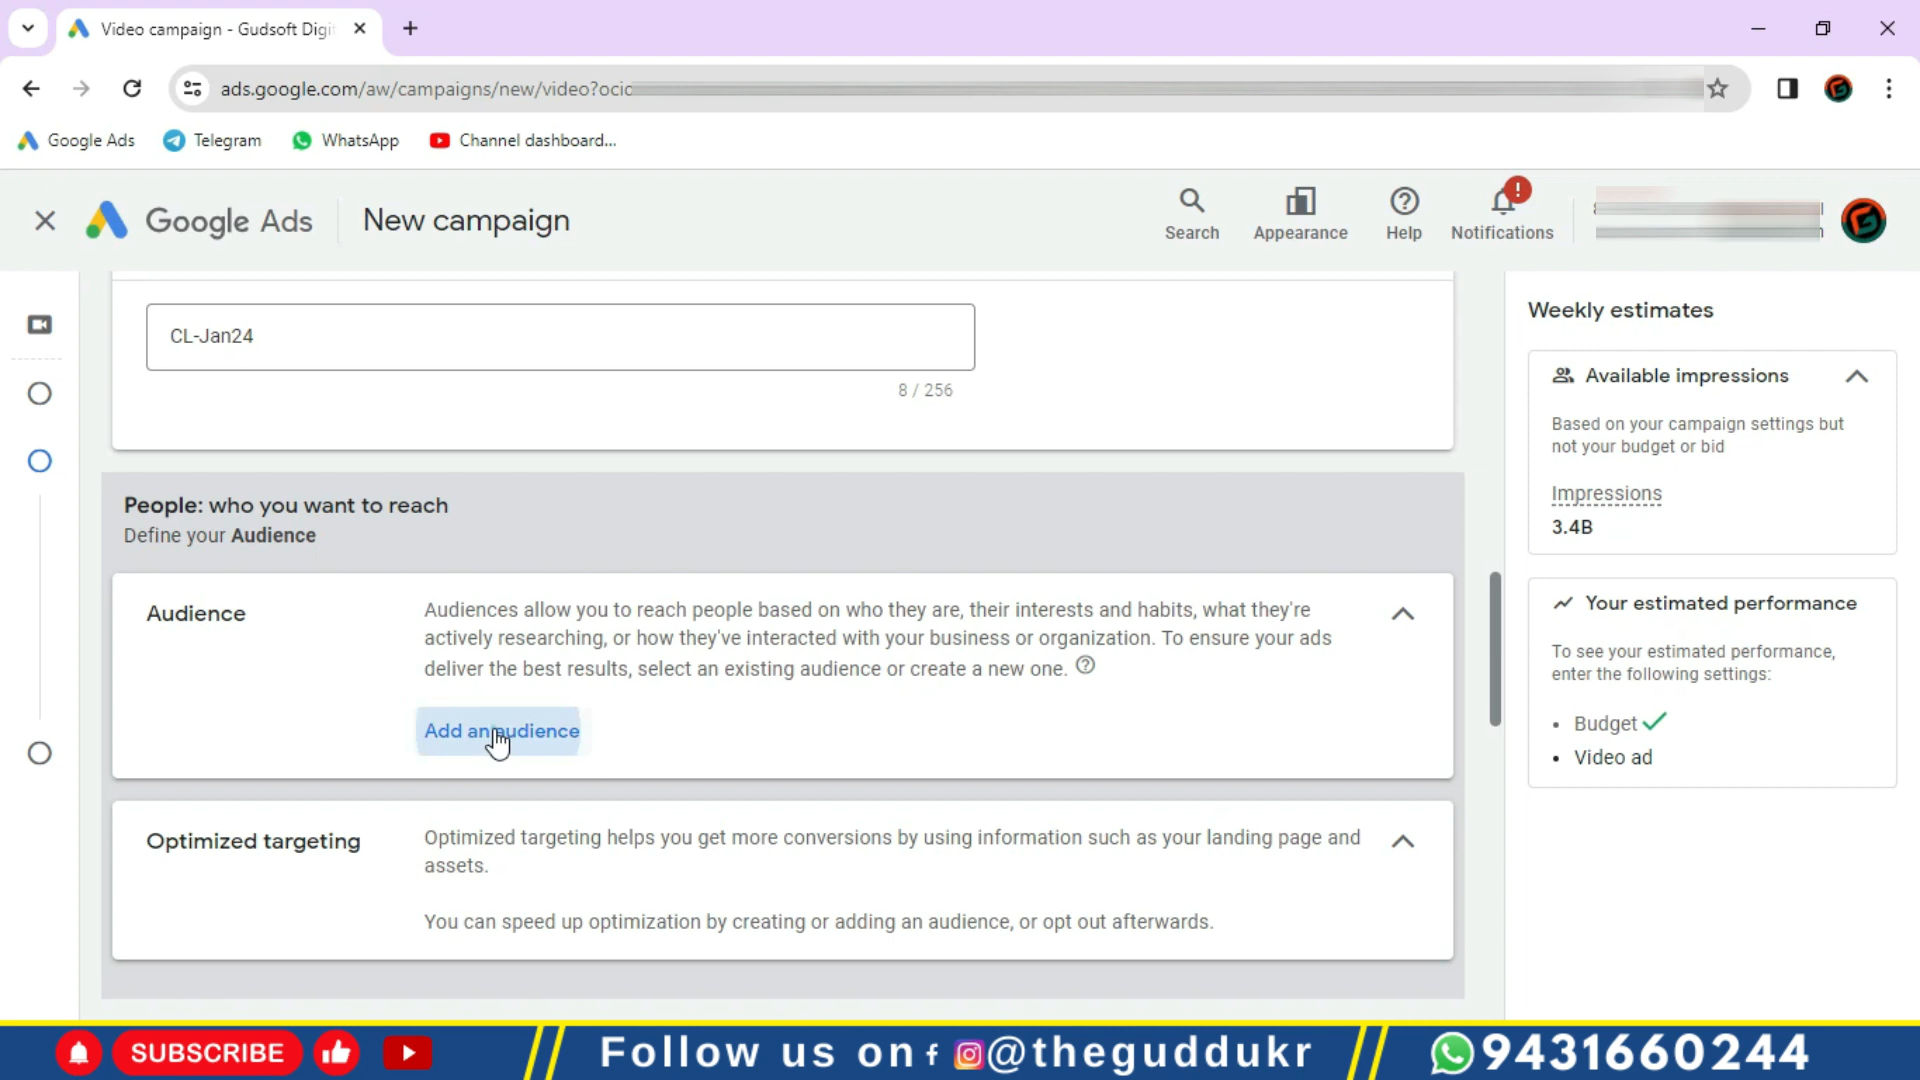 Video campaign - Gudsoft Digi
ads.google.com/aw/campaigns/new/video?ocid
Google Ads
Telegram
WhatsApp
Channel dashboard...
Google Ads
New campaign
Search
Appearance
Help
!
Notifications
CL-Jan24
8 / 256
People: who you want to reach
Define your Audience
Audience
Audiences allow you to reach people based on who they are, their interests and habits, what they're
actively researching, or how they've interacted with your business or organization. To ensure your ads
deliver the best results, select an existing audience or create a new one.
Add an audience
Optimized targeting
Optimized targeting helps you get more conversions by using information such as your landing page and
assets.
You can speed up optimization by creating or adding an audience, or opt out afterwards.
Weekly estimates
Available impressions
Based on your campaign settings but
not your budget or bid
Impressions
3.4B
Your estimated performance
To see your estimated performance,
enter the following settings:
• Budget
• Video ad
SUBSCRIBE
Follow us on f @theguddukr
9431660244